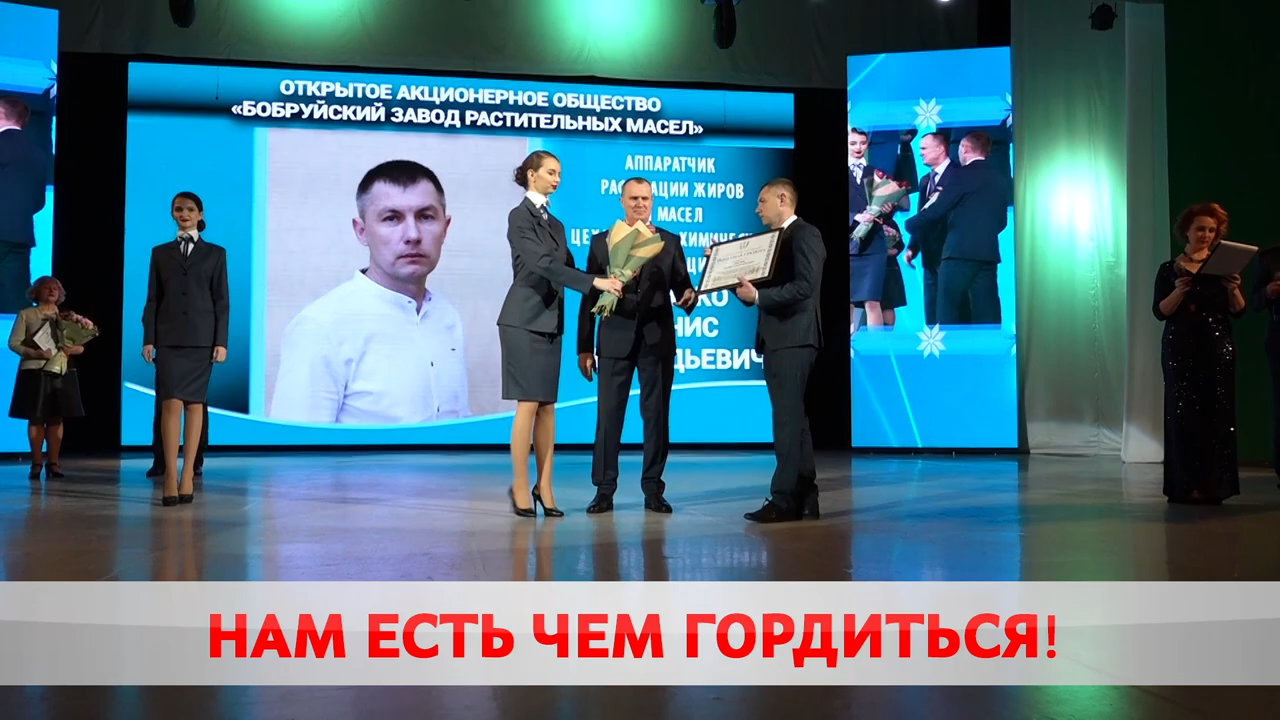 ОТКРЫТОЕ АКЦИОНЕРНОЕ ОБЩЕСТВО
«БОБРУЙСКИЙ ЗАВОД РАСТИТЕЛЬНЫХ МАСЕЛ»
АППАРАТЧИК
ЖИРОВ
МАСЕЛ
НАМ ЕСТЬ ЧЕМ ГОРДИТЬСЯ!